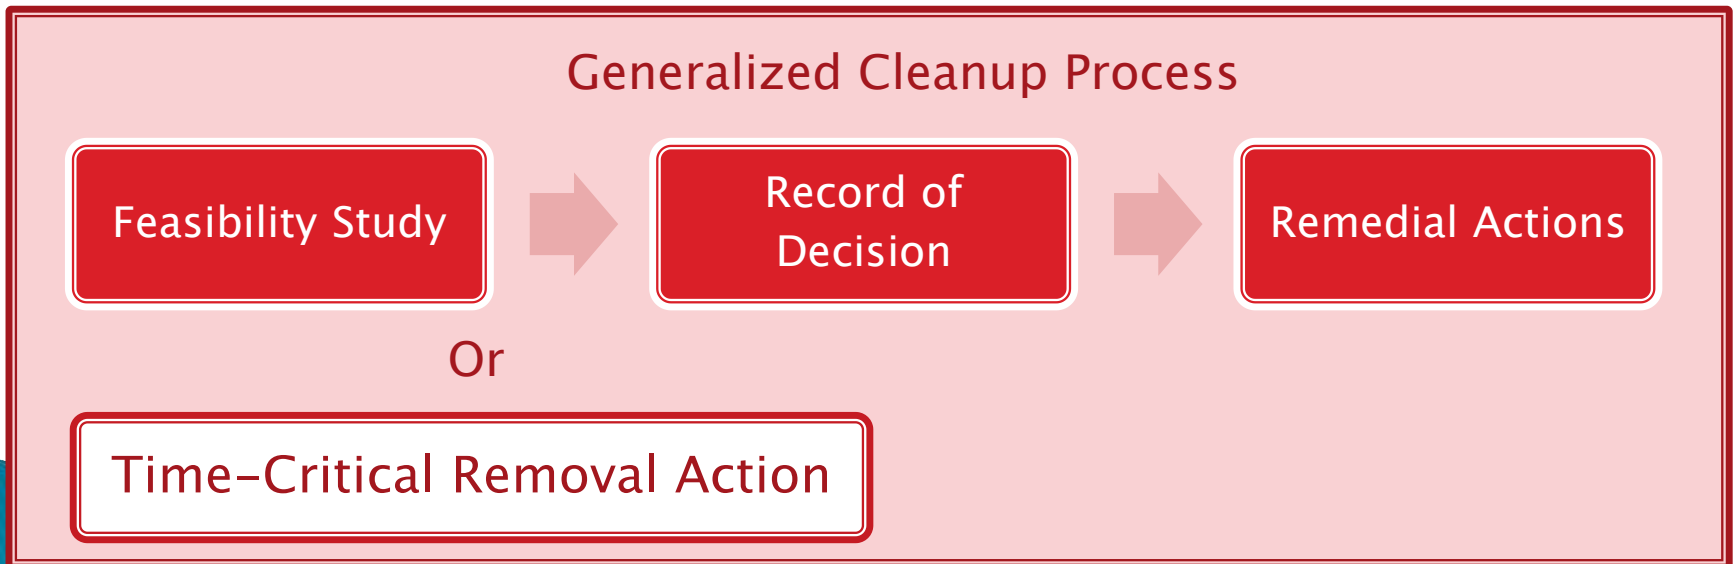 Generalized Cleanup Process
Feasibility Study
Record of
Decision
Remedial Actions
Or
Time-Critical Removal Action